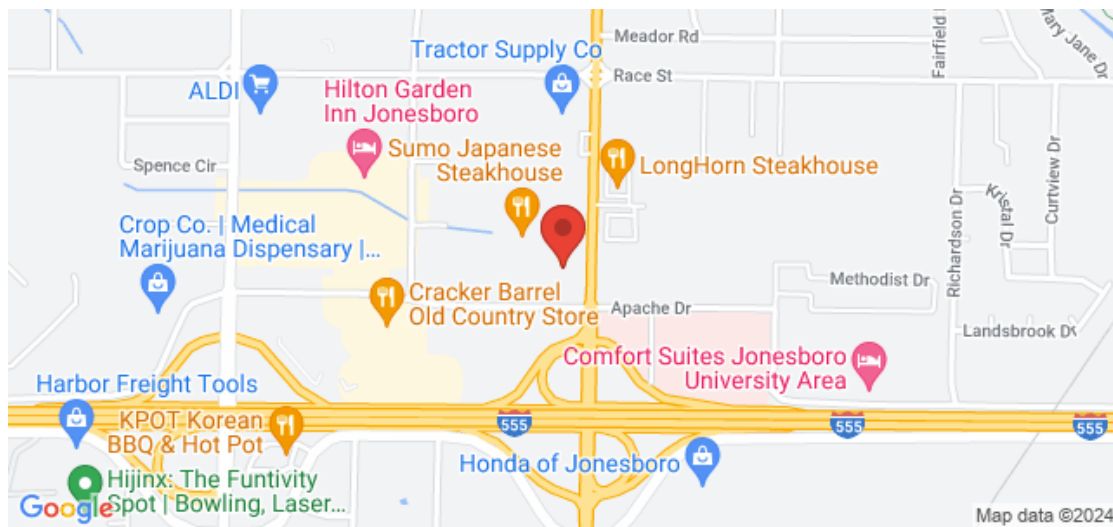 Meador Rd
Tractor Supply Co
Race St
Fairfield
Mary Jane Dr
ALDI
Hilton Garden
Inn Jonesboro
Spence Cir
Sumo Japanese
Steakhouse
LongHorn Steakhouse
Richardson Dr
Kristal Dr
Curtview Dr
Crop Co. | Medical
Marijuana Dispensary |...
Cracker Barrel
Old Country Store
Apache Dr
Methodist Dr
Landsbrook D
Comfort Suites Jonesboro
University Area
Harbor Freight Tools
KPOT Korean
BBQ & Hot Pot
555
555
555
Honda of Jonesboro
Hijinx: The Funtivity
Spot | Bowling, Laser...
Google
Map data ©2024